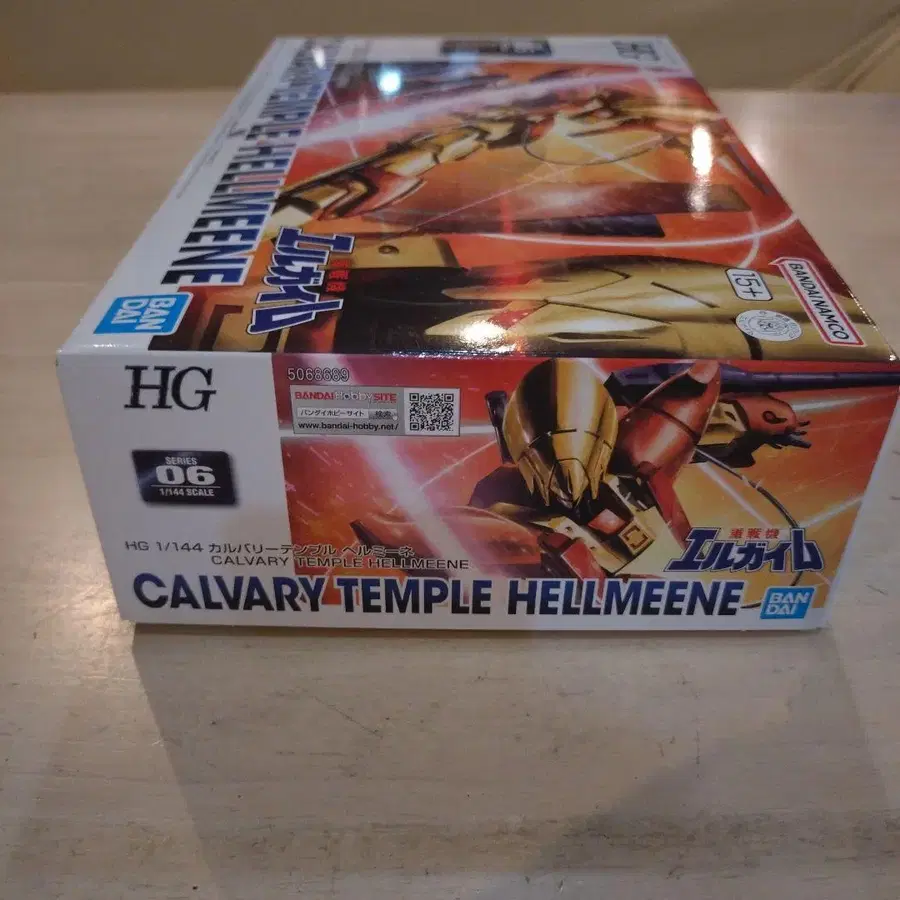 CALVARY TEMPLE HELLMEENE
重戦機
エルガイム
15+
BANDAI NAMCO
BAN
DAI
HG
SERIES
06
1/144 SCALE
5068689
BANDAI Hobby SITE
バンダイホビーサイト 検索
www.bandai-hobby.net/
重戦機
エルガイム
HG 1/144 カルバリーテンプル ヘルミーネ
CALVARY TEMPLE HELLMEENE
CALVARY TEMPLE HELLMEENE
BAN
DAI